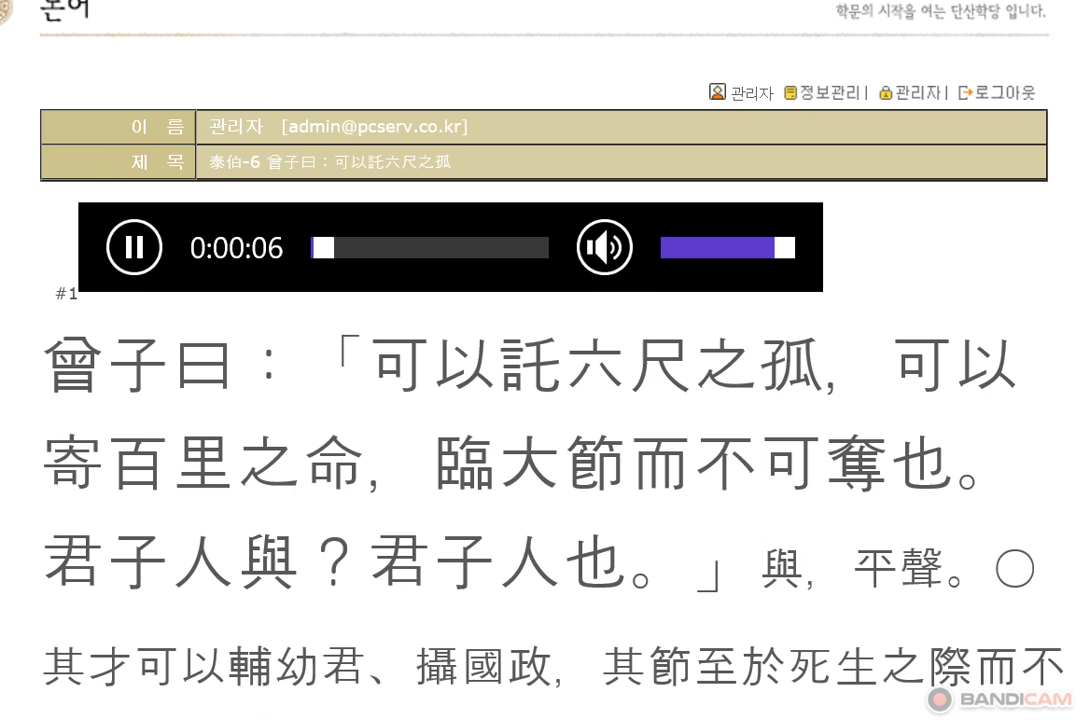 논어
학문의 시작을 여는 단산학당 입니다.
관리자 정보관리| 관리자| 로그아웃
이 름 관리자 [admin@pcserv.co.kr]
제 목 泰伯-6 曾子曰：可以託六尺之孤
0:00:06
#1
曾子曰：「可以託六尺之孤, 可以
寄百里之命, 臨大節而不可奪也。
君子人與？君子人也。」與, 平聲。○
其才可以輔幼君、攝國政, 其節至於死生之際而不
BANDICAM